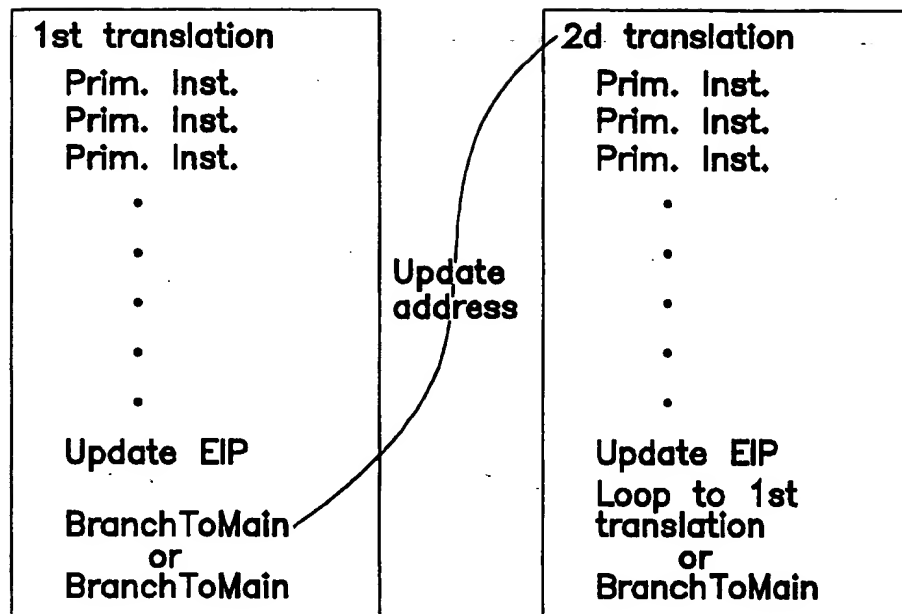 1st translation
Prim. Inst.
Prim. Inst.
Prim. Inst.
Update EIP
BranchToMain
or
BranchToMain
Update
address
2d translation
Prim. Inst.
Prim. Inst.
Prim. Inst.
Update EIP
Loop to 1st
translation
or
BranchToMain